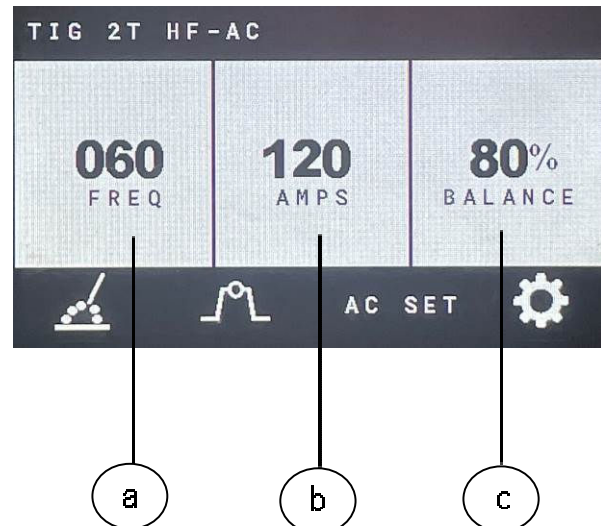 TIG 2T HF-AC
060 120 80%
FREQ AMPS BALANCE
AC SET
a b c